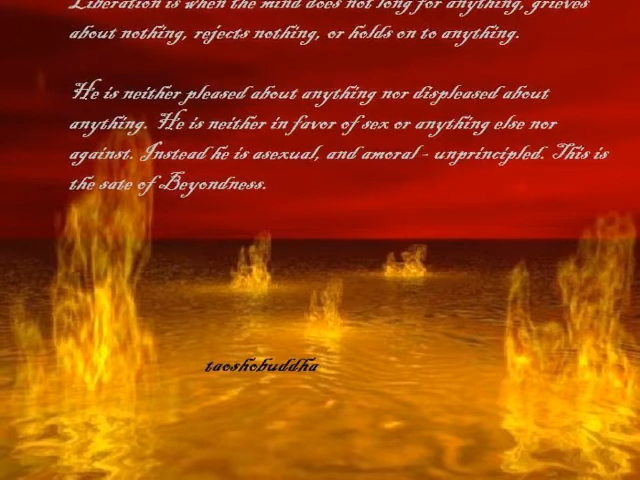 Liberation is when the mind does not long for anything, grieves
about nothing, rejects nothing, or holds on to anything.
He is neither pleased about anything nor displeased about
anything. He is neither in favor of sex or anything else nor
against. Instead he is asexual, and amoral - unprincipled. This is
the sate of Beyondness.
taoshobuddha